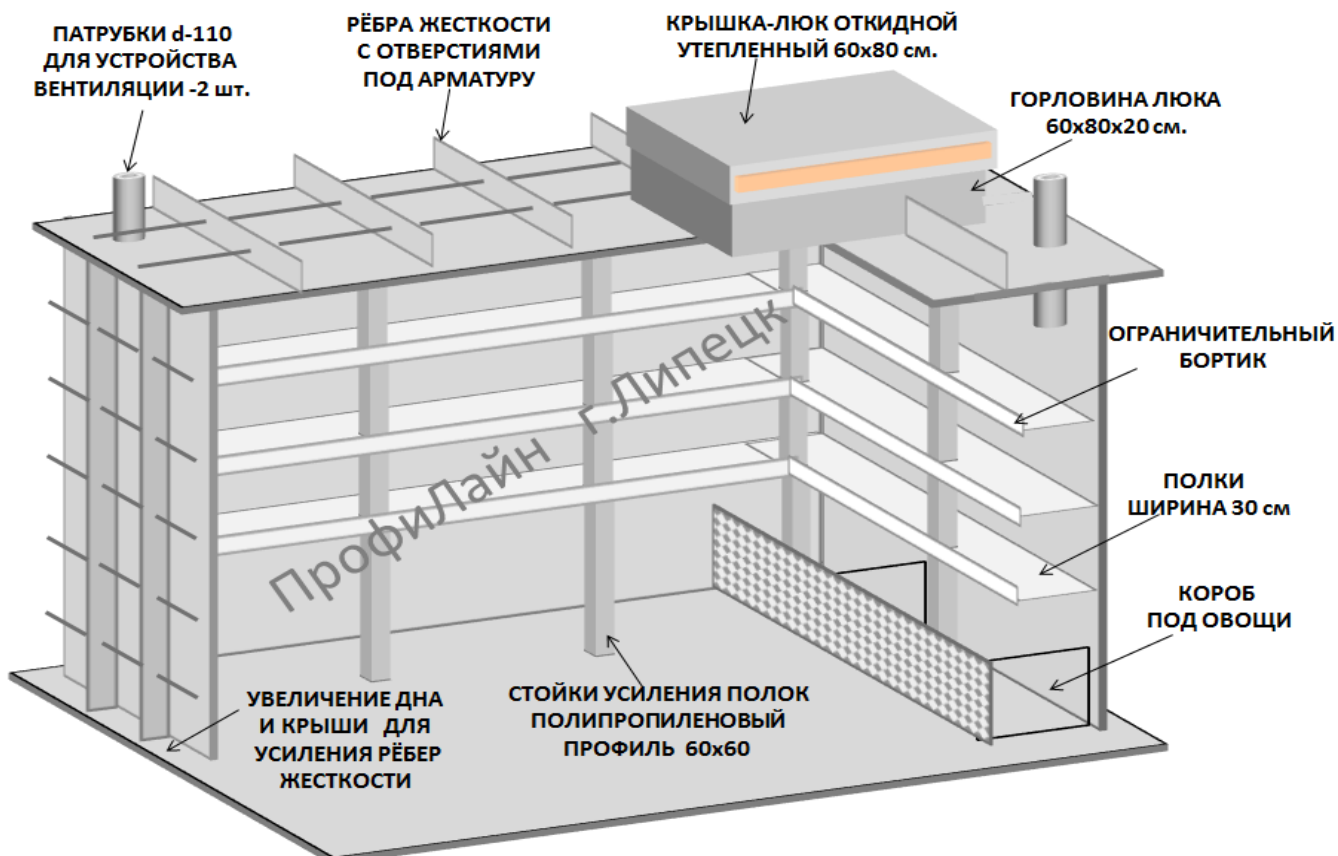 ПАТРУБКИ d-110
ДЛЯ УСТРОЙСТВА
ВЕНТИЛЯЦИИ -2 шт.
РЁБРА ЖЕСТКОСТИ
С ОТВЕРСТИЯМИ
ПОД АРМАТУРУ
КРЫШКА-ЛЮК ОТКИДНОЙ
УТЕПЛЕННЫЙ 60х80 см.
ГОРЛОВИНА ЛЮКА
60х80х20 см.
ОГРАНИЧИТЕЛЬНЫЙ
БОРТИК
ПОЛКИ
ШИРИНА 30 см
КОРОБ
ПОД ОВОЩИ
ПрофиЛайн г.Липецк
УВЕЛИЧЕНИЕ ДНА
И КРЫШИ ДЛЯ
УСИЛЕНИЯ РЁБЕР
ЖЕСТКОСТИ
СТОЙКИ УСИЛЕНИЯ ПОЛОК
ПОЛИПРОПИЛЕНОВЫЙ
ПРОФИЛЬ 60х60